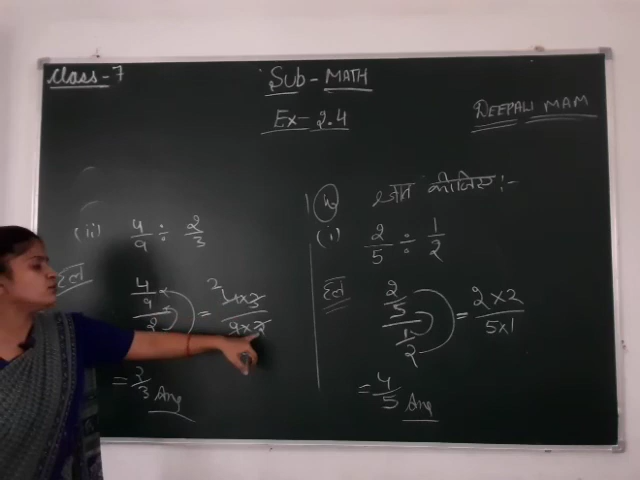 Class-7
Sub-MATH
Ex-2.4
DEEPALI MAM
ज्ञात कीजिए:-
(i) 2/5 ÷ 1/2
हल
2/5 / 1/2 = 2×2 / 5×1
= 4/5 Ans
(ii) 4/9 ÷ 2/3
हल
4/9 / 2 = 4×3 / 9×2
= 2/3 Ans